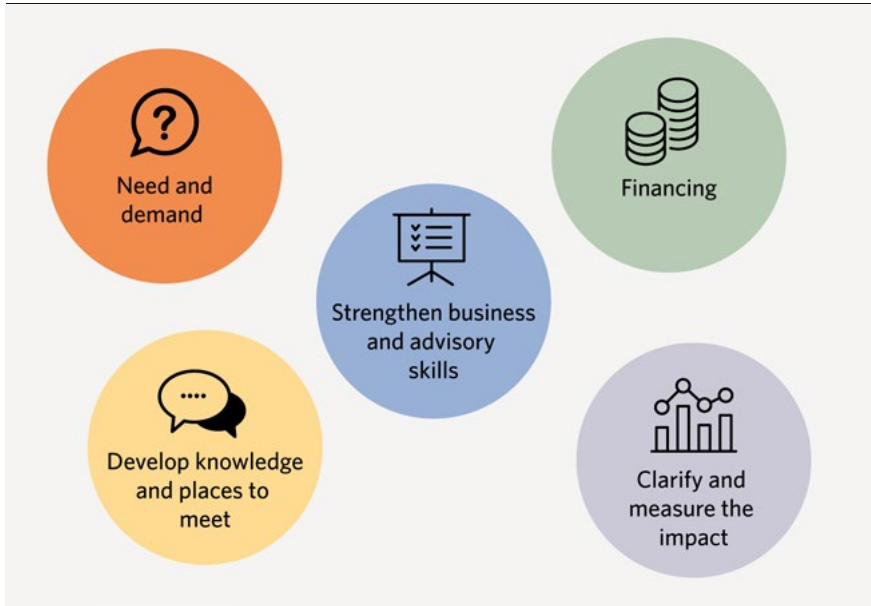 ?
Need and
demand
Financing
Strengthen business
and advisory
skills
Develop knowledge
and places to
meet
Clarify and
measure the
impact